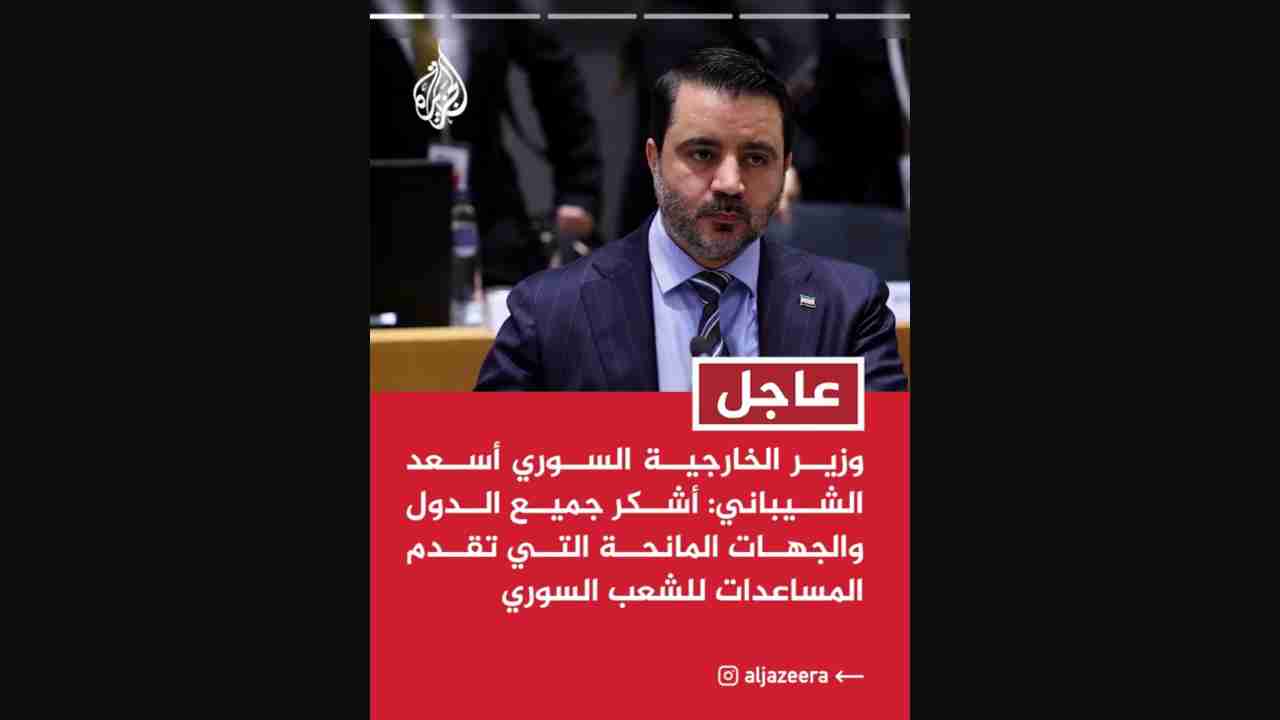 الجزيرة
عاجل
وزير الخارجية السوري أسعد
الشيباني: أشكر جميع الدول
والجهات المانحة التي تقدم
المساعدات للشعب السوري
aljazeera